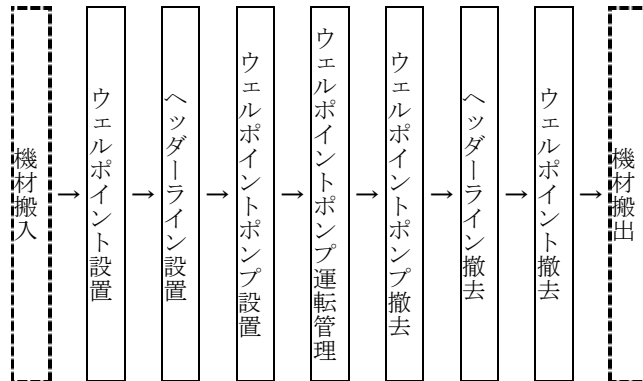 機材搬入
→
ウェルポイント設置
→
ヘッダーライン設置
→
ウェルポイントポンプ設置
→
ウェルポイントポンプ運転管理
→
ウェルポイントポンプ撤去
→
ヘッダーライン撤去
→
ウェルポイント撤去
→
機材搬出